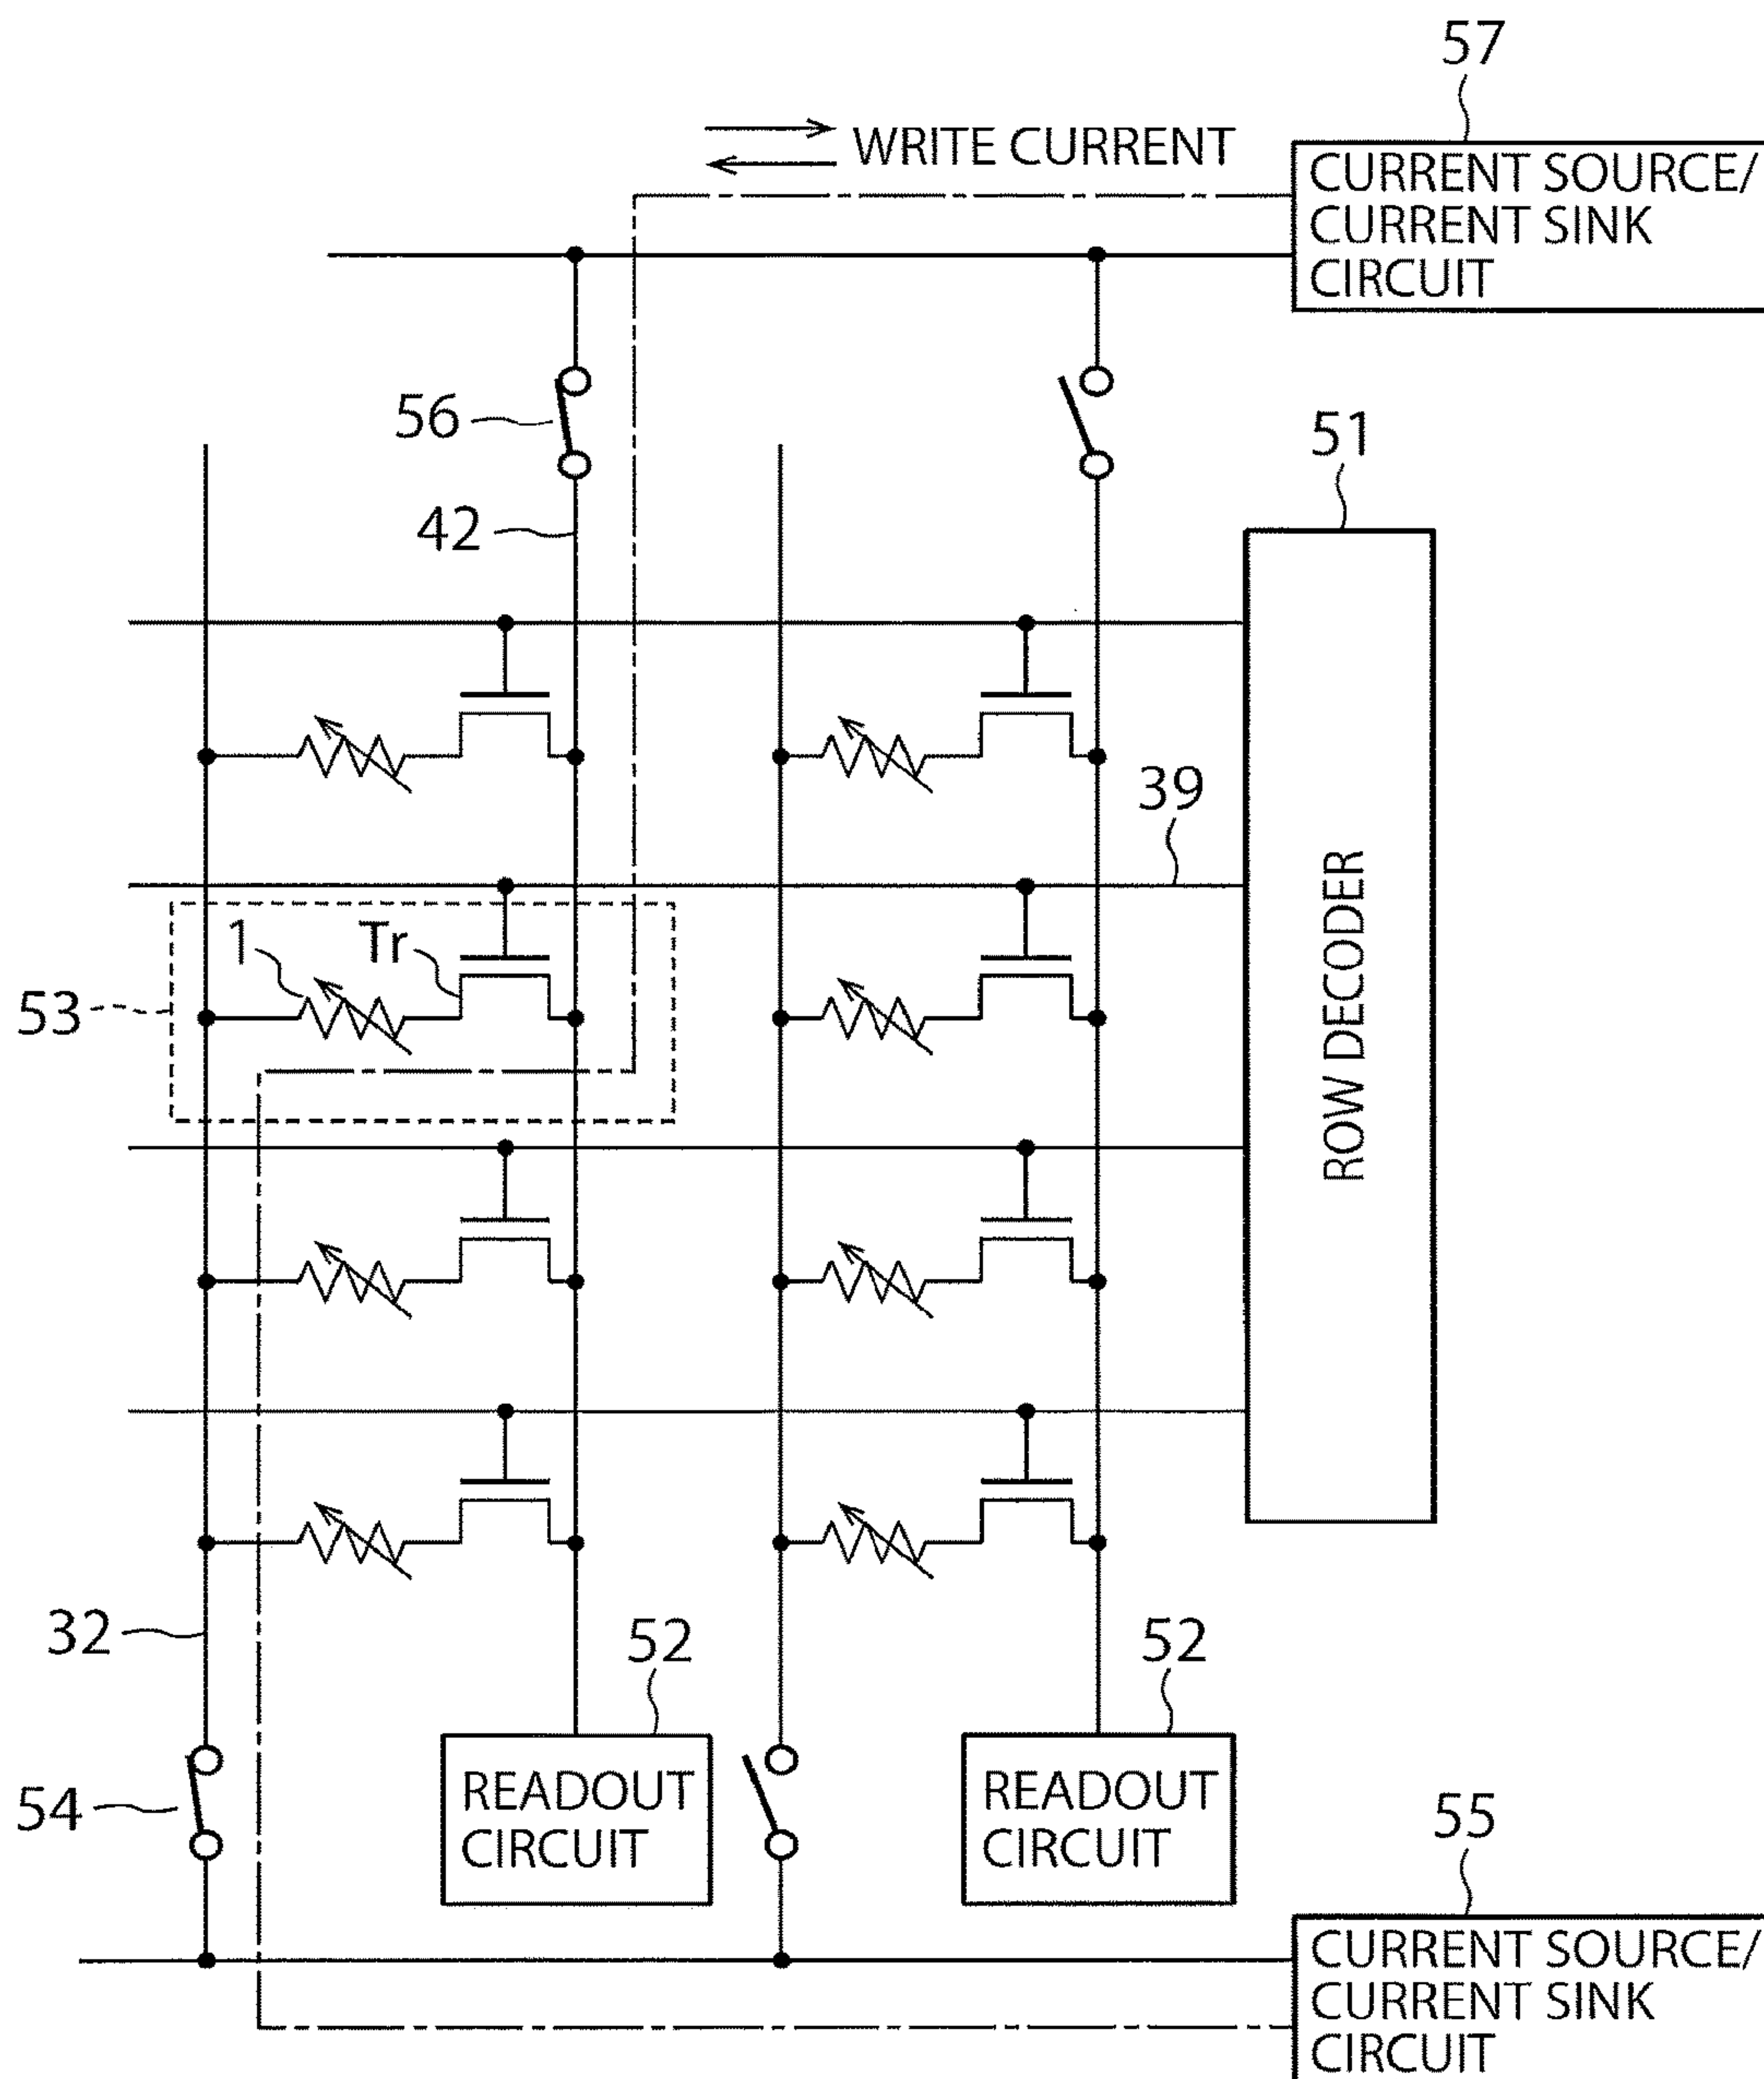 57
WRITE CURRENT
CURRENT SOURCE/
CURRENT SINK
CIRCUIT
56
51
42
39
ROW DECODER
1
Tr
53
32
52
52
READOUT
CIRCUIT
READOUT
CIRCUIT
54
55
CURRENT SOURCE/
CURRENT SINK
CIRCUIT